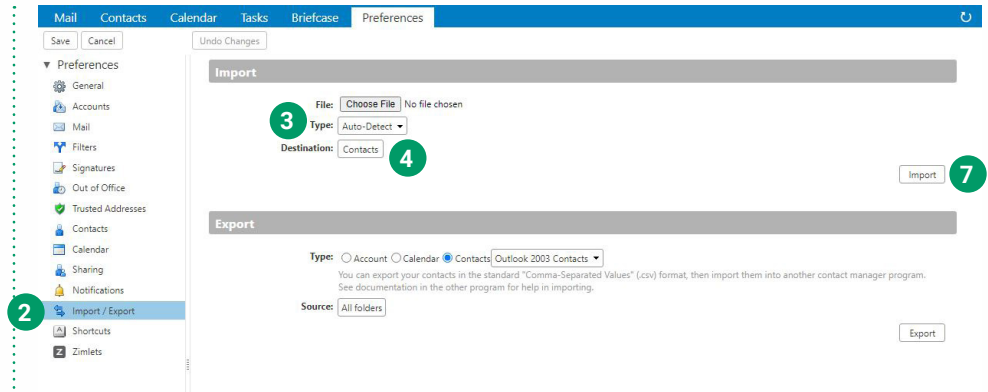 Mail Contacts Calendar Tasks Briefcase Preferences
Save Cancel Undo Changes
Preferences
General
Accounts
Mail
Filters
Signatures
Out of Office
Trusted Addresses
Contacts
Calendar
Sharing
Notifications
2 Import / Export
Shortcuts
Z Zimlets
Import
File: Choose File No file chosen
3 Type: Auto-Detect
Destination: Contacts 4
Import 7
Export
Type: Account Calendar Contacts Outlook 2003 Contacts
You can export your contacts in the standard "Comma-Separated Values" (.csv) format, then import them into another contact manager program.
See documentation in the other program for help in importing.
Source: All folders
Export